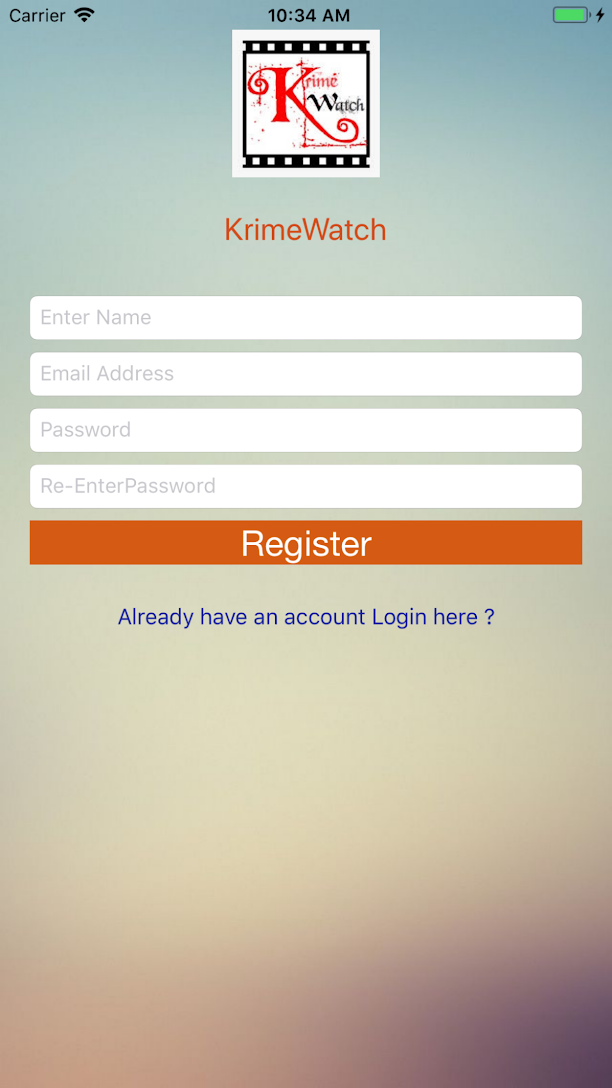 Carrier 10:34 AM
Krime
Watch
KrimeWatch
Enter Name
Email Address
Password
Re-EnterPassword
Register
Already have an account Login here ?